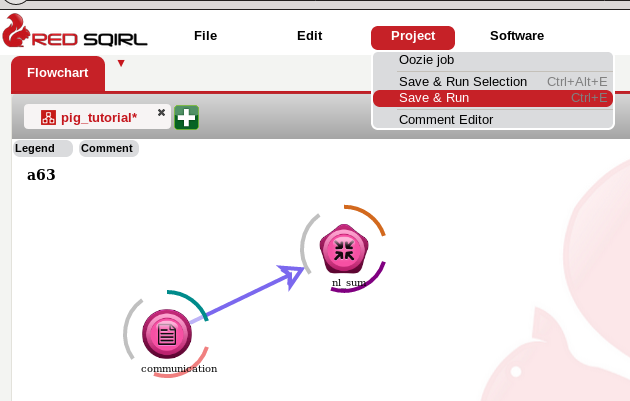 RED SQIRL File Edit Project Software
Flowchart
Oozie job
Save & Run Selection Ctrl+Alt+E
Save & Run Ctrl+E
Comment Editor
pig_tutorial*
Legend Comment
a63
nl_sum
communication